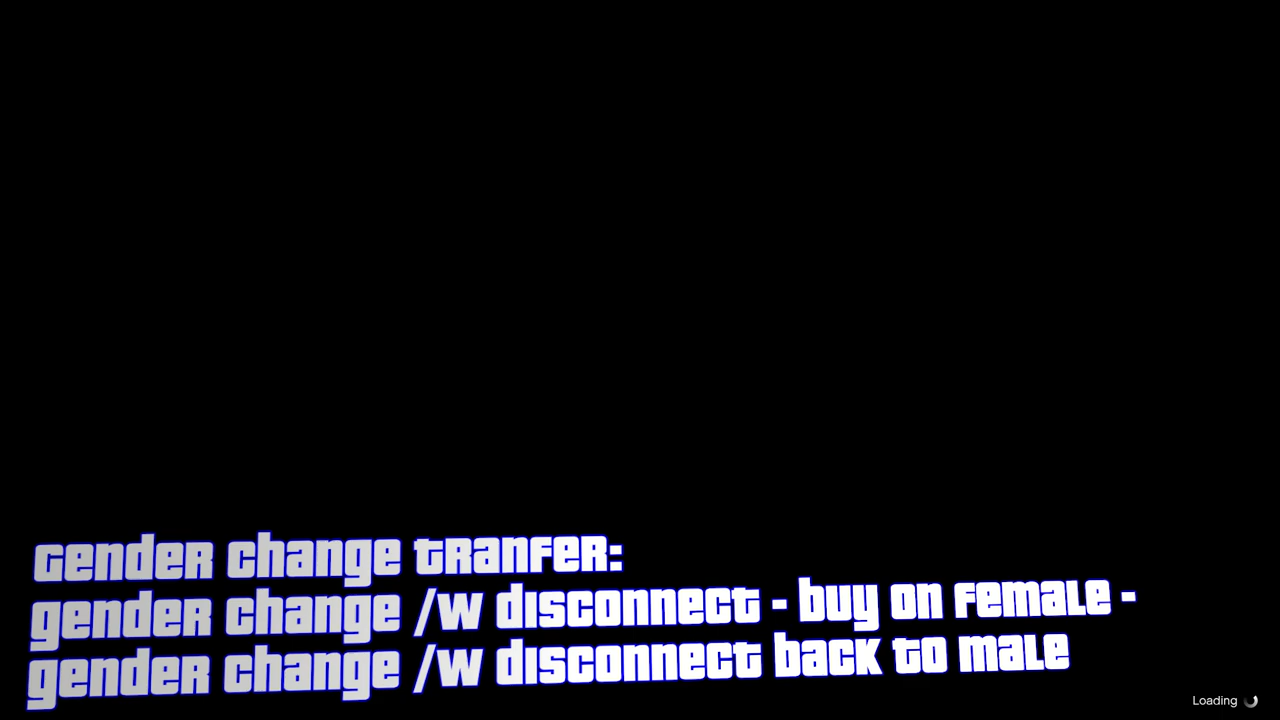 Gender change tranfer:
gender change /w disconnect - buy on female -
gender change /w disconnect back to male
Loading